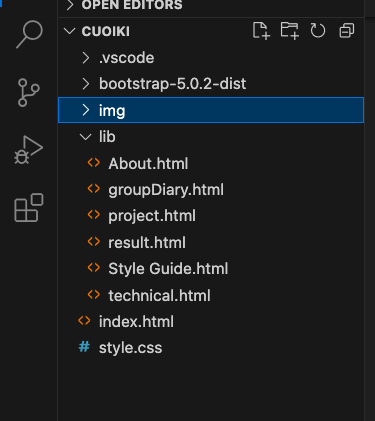 OPEN EDITORS
CUOIKI
.vscode
bootstrap-5.0.2-dist
img
lib
About.html
groupDiary.html
project.html
result.html
Style Guide.html
technical.html
index.html
# style.css